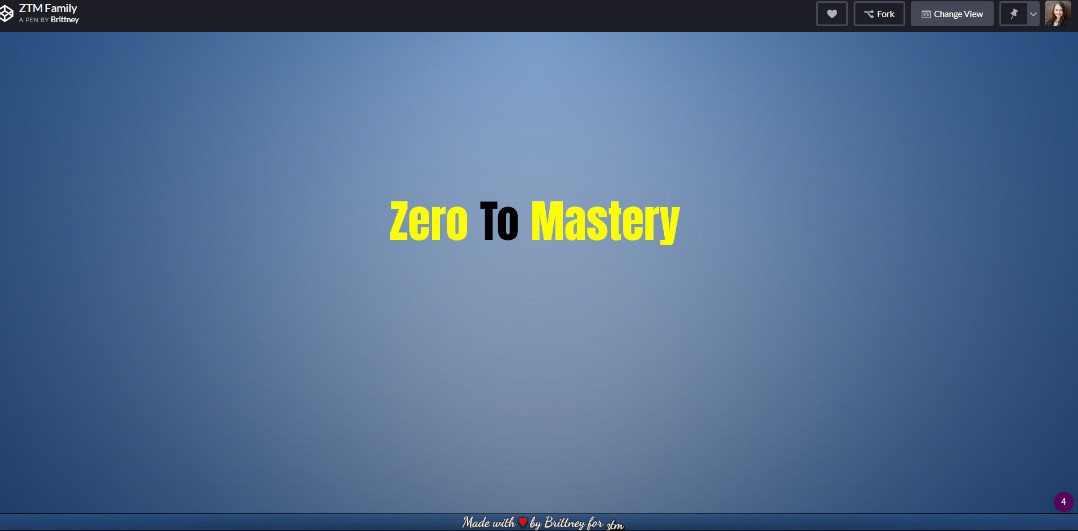 ZTM Family
A PEN BY Brittney
Fork
Change View
Zero To Mastery
4
Made with ❤ by Brittney for ztm